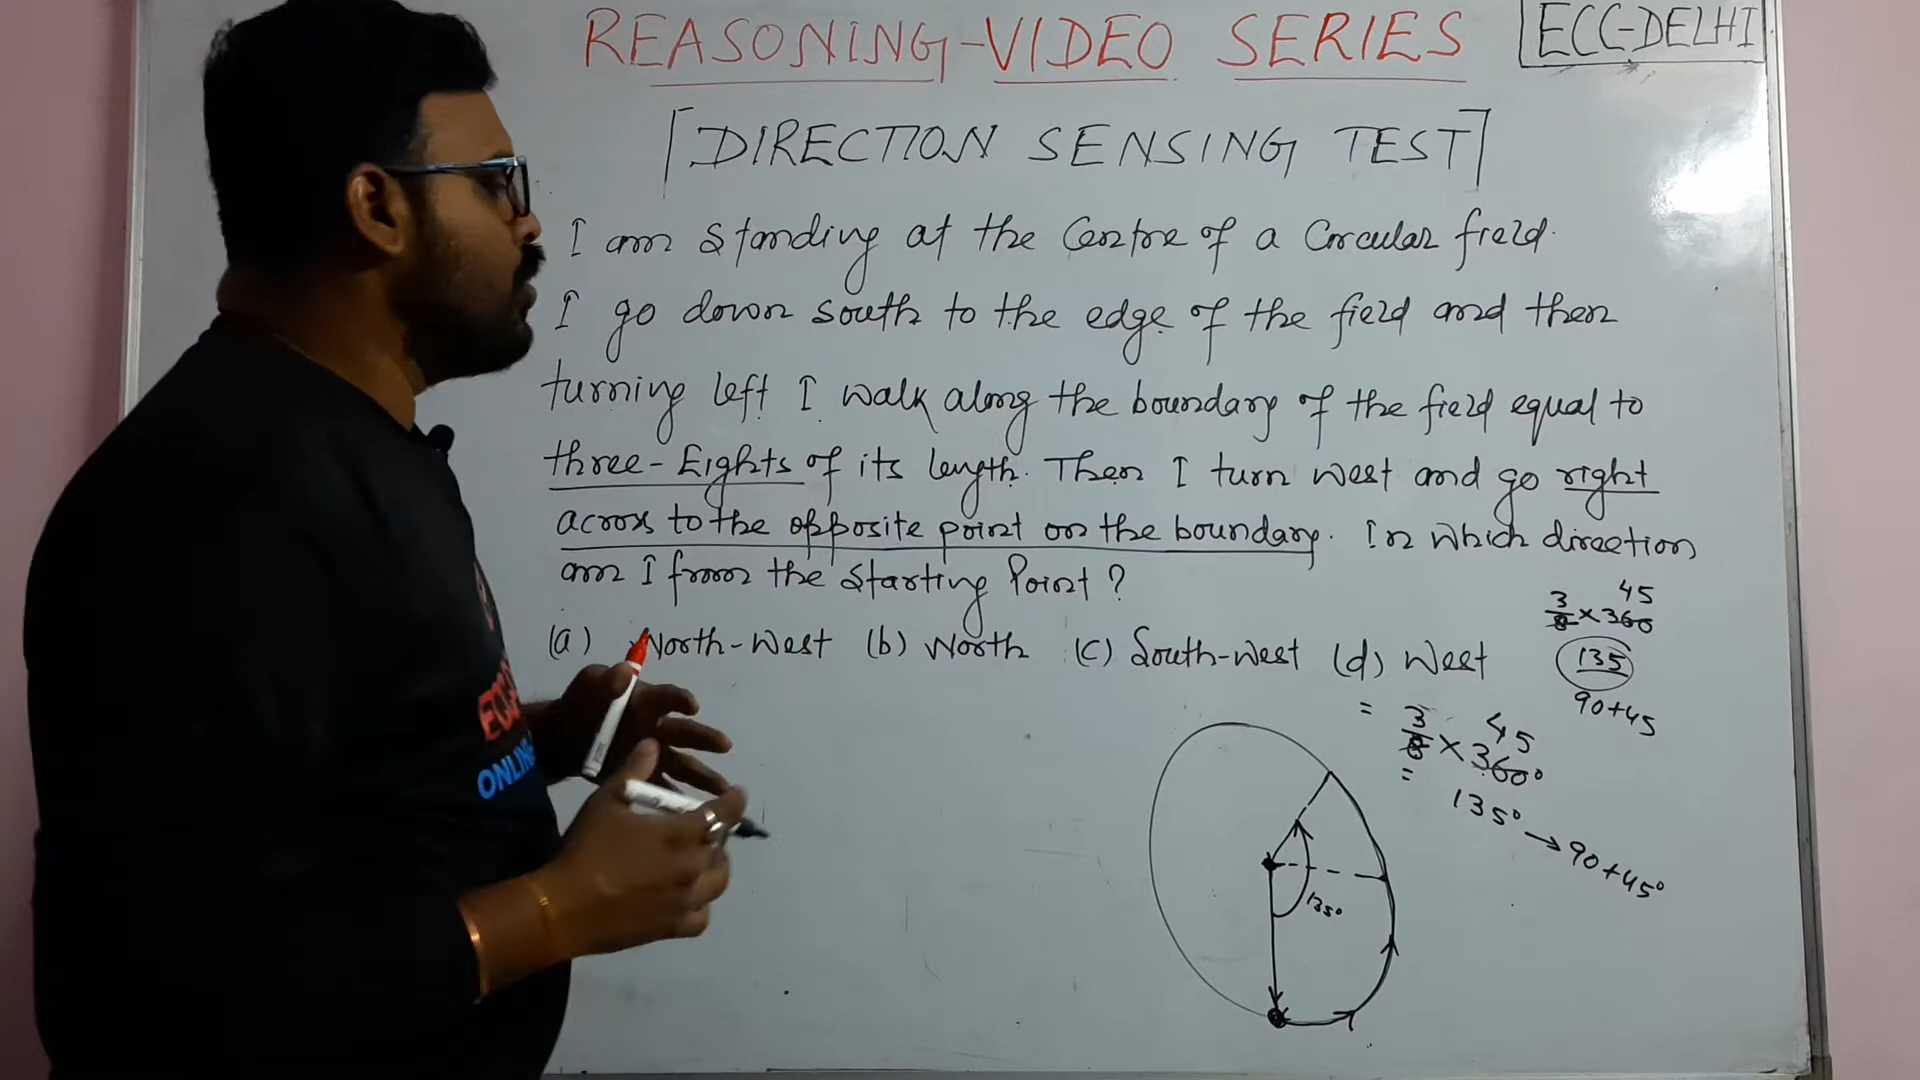 REASONING-VIDEO SERIES
ECC-DELHI
[DIRECTION SENSING TEST]
I am standing at the Centre of a Circular field.
I go down south to the edge of the field and then
turning left I walk along the boundary of the field equal to
three-Eights of its length. Then I turn west and go right
across to the opposite point on the boundary. In which direction
am I from the starting Point?
(a) North-West (b) North (c) South-West (d) West
3/8 × 360 45
135
90+45
= 3/8 × 360° 45
= 135° → 90+45°
135°
ONLIN